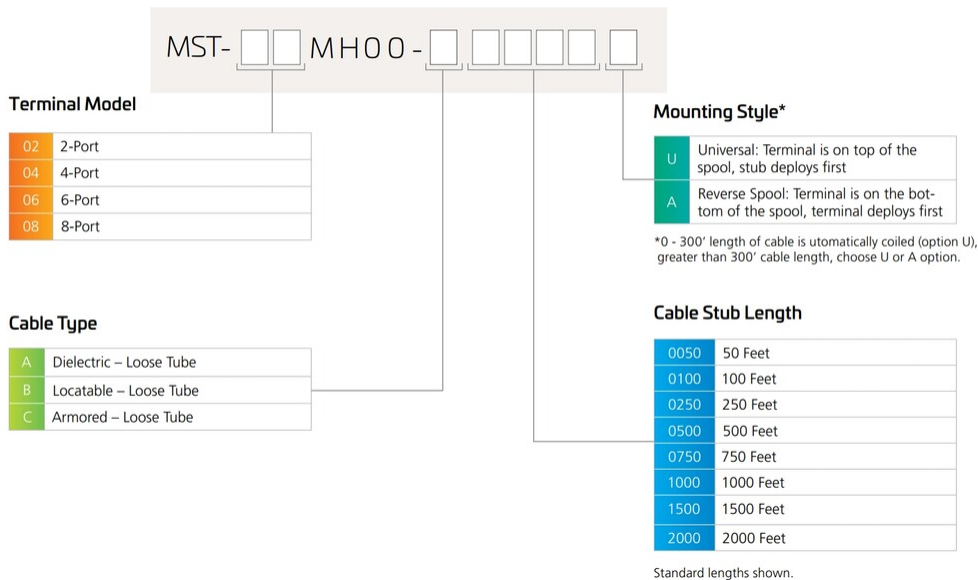 MST- MH00 -
Terminal Model
02 2-Port
04 4-Port
06 6-Port
08 8-Port
Cable Type
A Dielectric – Loose Tube
B Locatable – Loose Tube
C Armored – Loose Tube
Mounting Style*
U Universal: Terminal is on top of the
spool, stub deploys first
A Reverse Spool: Terminal is on the bot-
tom of the spool, terminal deploys first
*0 - 300’ length of cable is utomatically coiled (option U),
greater than 300’ cable length, choose U or A option.
Cable Stub Length
0050 50 Feet
0100 100 Feet
0250 250 Feet
0500 500 Feet
0750 750 Feet
1000 1000 Feet
1500 1500 Feet
2000 2000 Feet
Standard lengths shown.